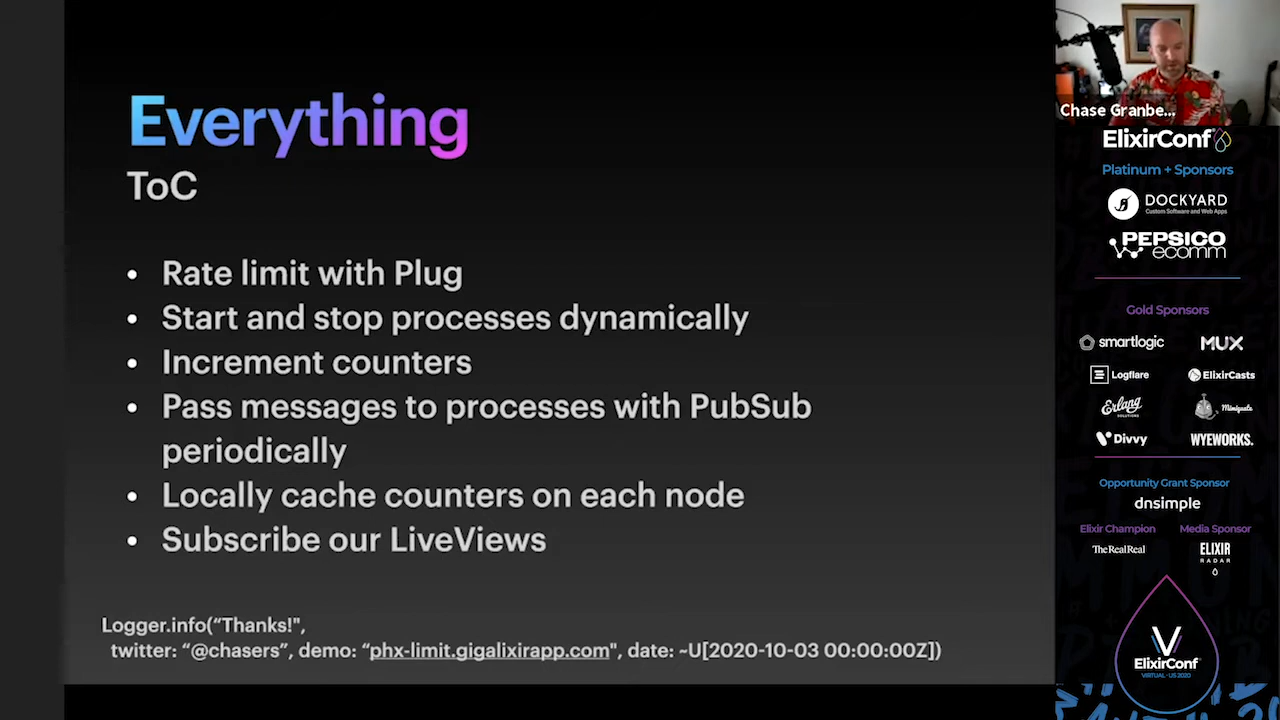 Everything
ToC
• Rate limit with Plug
• Start and stop processes dynamically
• Increment counters
• Pass messages to processes with PubSub
periodically
• Locally cache counters on each node
• Subscribe our LiveViews
Logger.info(“Thanks!",
twitter: “@chasers”, demo: “phx-limit.gigalixirapp.com", date: ~U[2020-10-03 00:00:00Z])
Chase Granbe...
ElixirConf
Platinum + Sponsors
DOCKYARD
Custom Software and Web Apps
PEPSICO
ecomm
Gold Sponsors
smartlogic
MUX
Logflare
ElixirCasts
Erlang
SOLUTIONS
Miniquats
Divvy
WYEWORKS.
Opportunity Grant Sponsor
dnsimple
Elixir Champion
Media Sponsor
TheRealReal
ELIXIR
RADAR
ElixirConf
VIRTUAL · US 2020